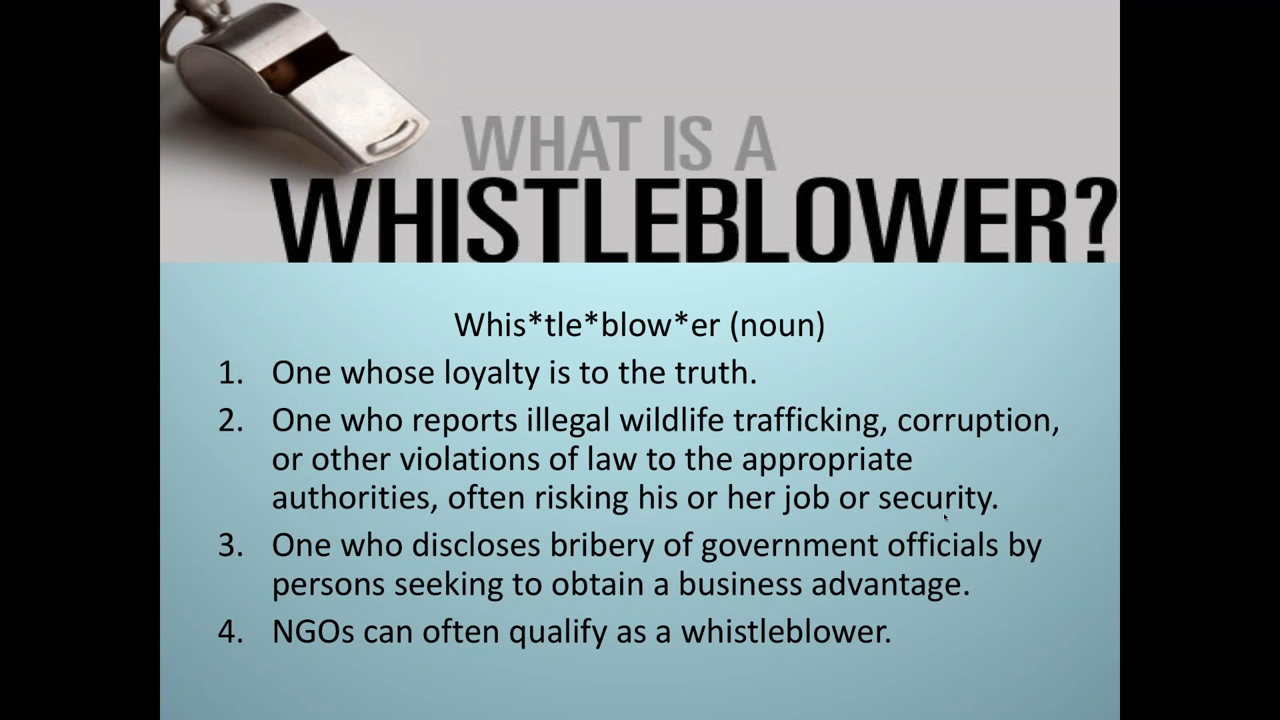 WHAT IS A
WHISTLEBLOWER?
Whis*tle*blow*er (noun)
1. One whose loyalty is to the truth.
2. One who reports illegal wildlife trafficking, corruption,
or other violations of law to the appropriate
authorities, often risking his or her job or security.
3. One who discloses bribery of government officials by
persons seeking to obtain a business advantage.
4. NGOs can often qualify as a whistleblower.